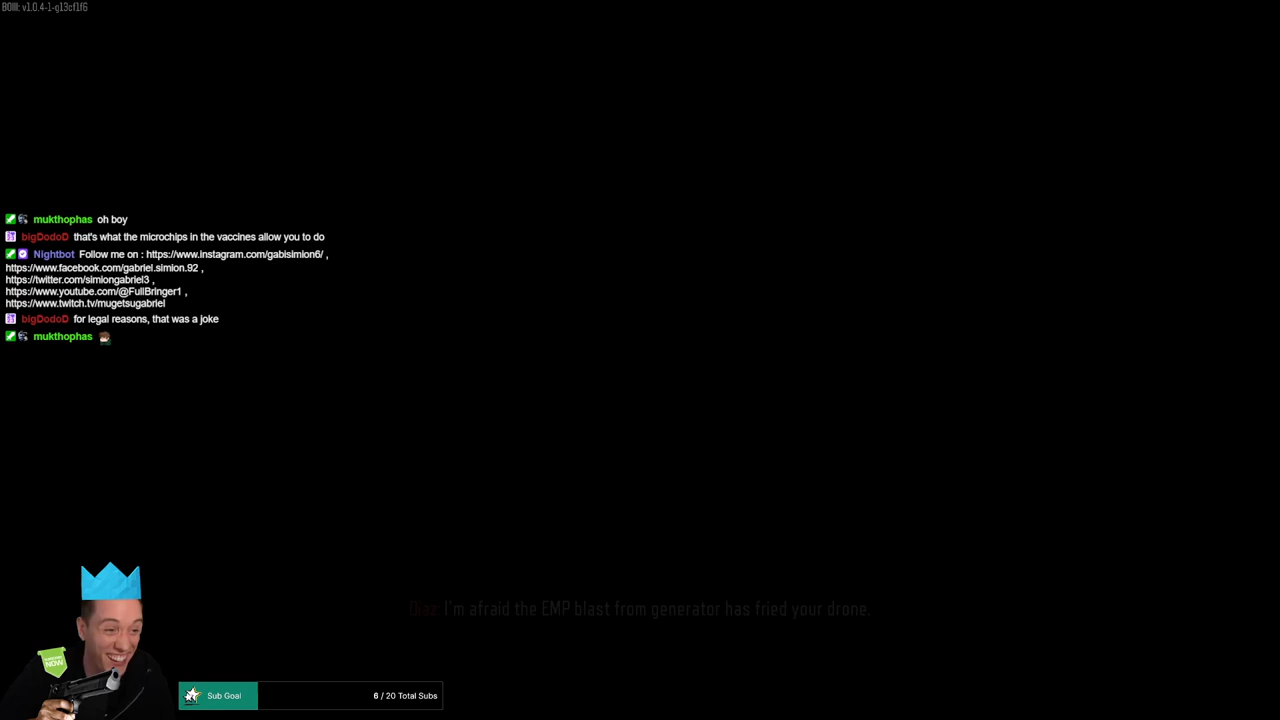 BOIII: v1.0.4-1-g13cf1f6
mukthophas oh boy
bigDodoD that's what the microchips in the vaccines allow you to do
Nightbot Follow me on : https://www.instagram.com/gabisimion6/ ,
https://www.facebook.com/gabriel.simion.92 ,
https://twitter.com/simiongabriel3 ,
https://www.youtube.com/@FullBringer1 ,
https://www.twitch.tv/mugetsugabriel
bigDodoD for legal reasons, that was a joke
mukthophas
Diaz: I'm afraid the EMP blast from generator has fried your drone.
NOW
Sub Goal
6 / 20 Total Subs